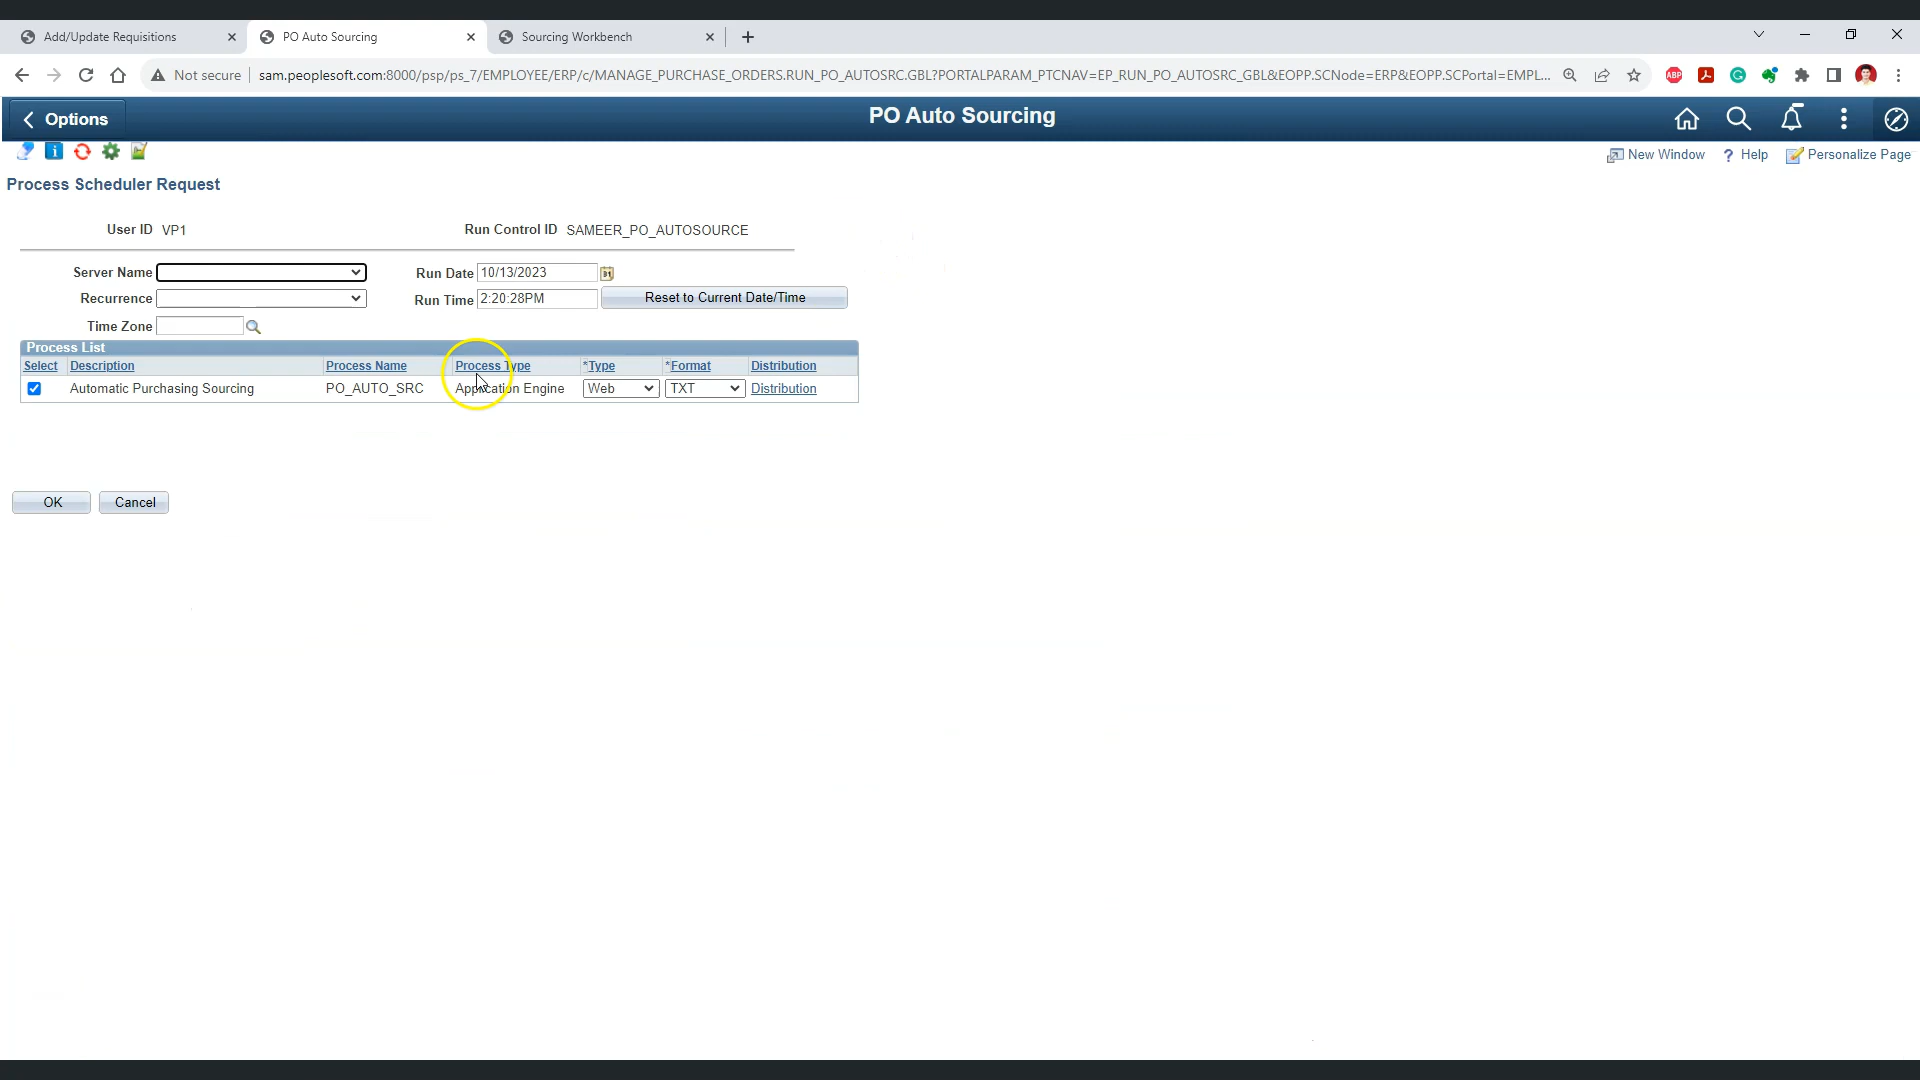 Add/Update Requisitions
PO Auto Sourcing
Sourcing Workbench
Not secure
sam.peoplesoft.com:8000/psp/ps_7/EMPLOYEE/ERP/c/MANAGE_PURCHASE_ORDERS.RUN_PO_AUTOSRC.GBL?PORTALPARAM_PTCNAV=EP_RUN_PO_AUTOSRC_GBL&EOPP.SCNode=ERP&EOPP.SCPortal=EMPL...
ABP
Options
PO Auto Sourcing
New Window
? Help
Personalize Page
Process Scheduler Request
User ID VP1
Run Control ID SAMEER_PO_AUTOSOURCE
Server Name
Run Date 10/13/2023
31
Recurrence
Run Time 2:20:28PM
Reset to Current Date/Time
Time Zone
Process List
Select Description Process Name Process Type *Type *Format Distribution
Automatic Purchasing Sourcing PO_AUTO_SRC Application Engine Web TXT Distribution
OK Cancel